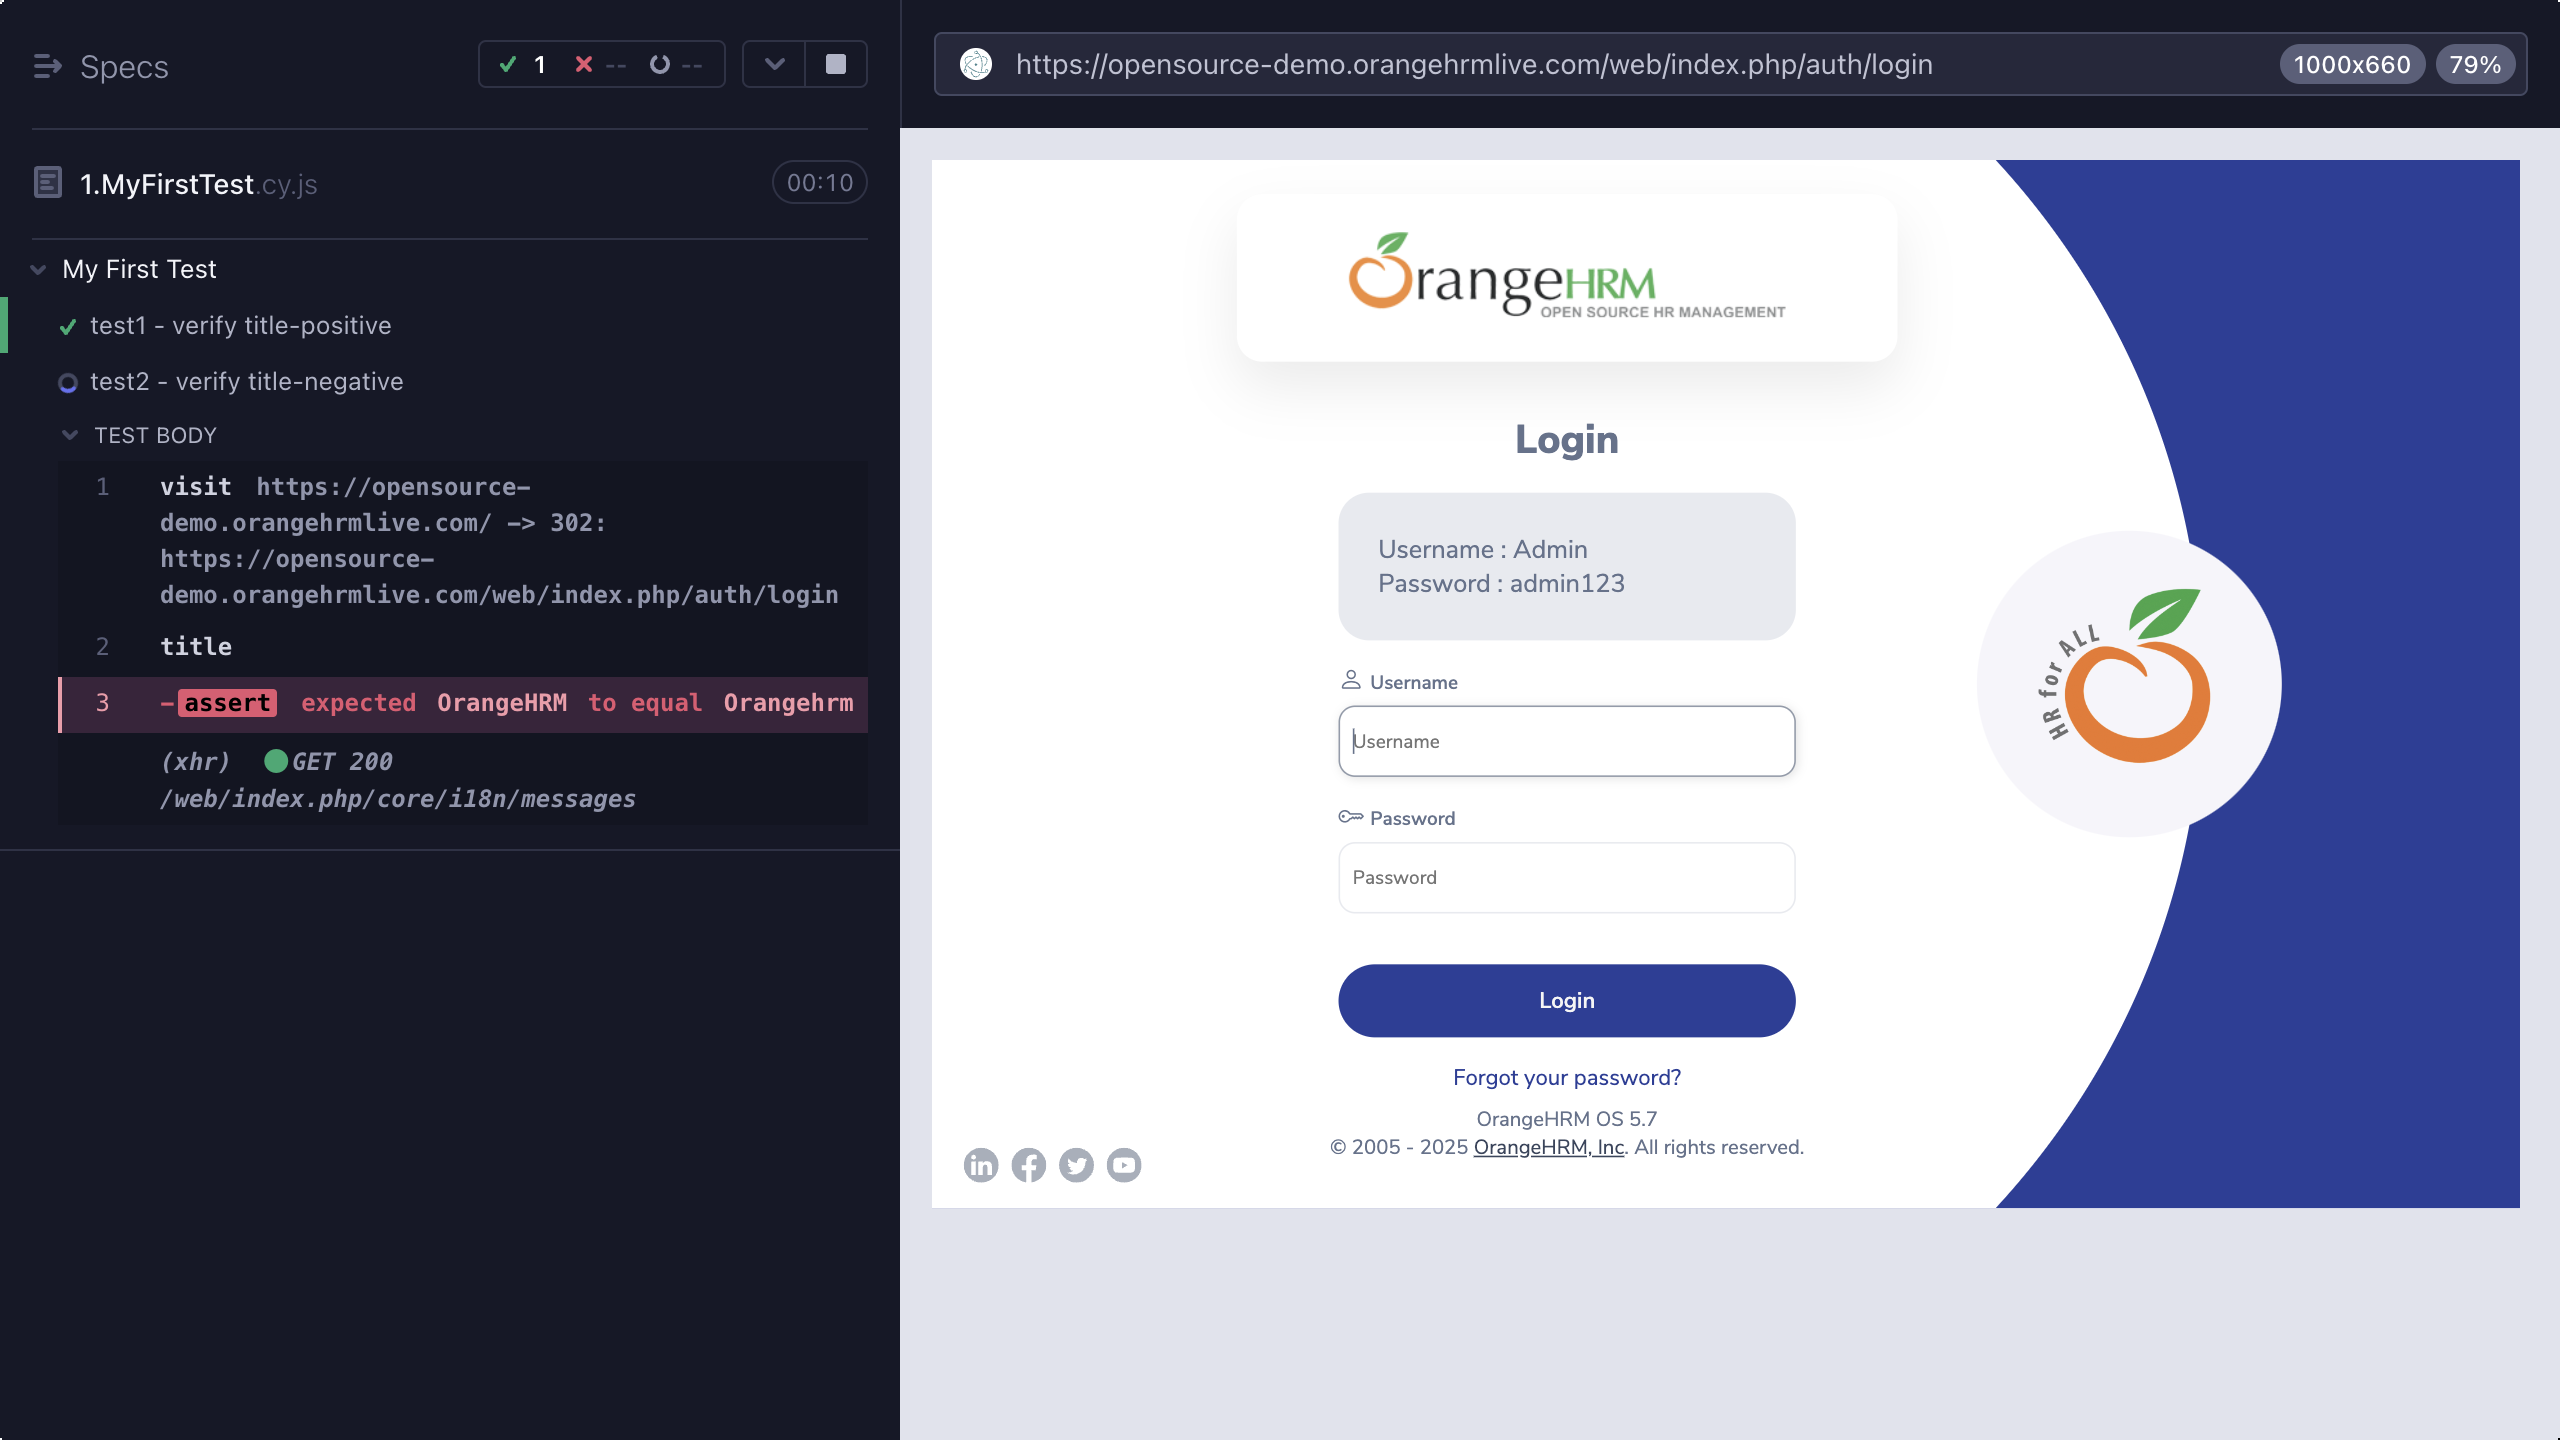 Specs
1 -- --
1.MyFirstTest.cy.js
00:10
My First Test
test1 - verify title-positive
test2 - verify title-negative
TEST BODY
1 visit https://opensource-
demo.orangehrmlive.com/ -> 302:
https://opensource-
demo.orangehrmlive.com/web/index.php/auth/login
2 title
3 -assert expected OrangeHRM to equal Orangehrm
(xhr) GET 200
/web/index.php/core/i18n/messages
https://opensource-demo.orangehrmlive.com/web/index.php/auth/login
1000x660 79%
OrangeHRM
OPEN SOURCE HR MANAGEMENT
Login
Username : Admin
Password : admin123
Username
Username
Password
Password
Login
Forgot your password?
OrangeHRM OS 5.7
© 2005 - 2025 OrangeHRM, Inc. All rights reserved.
HR for ALL